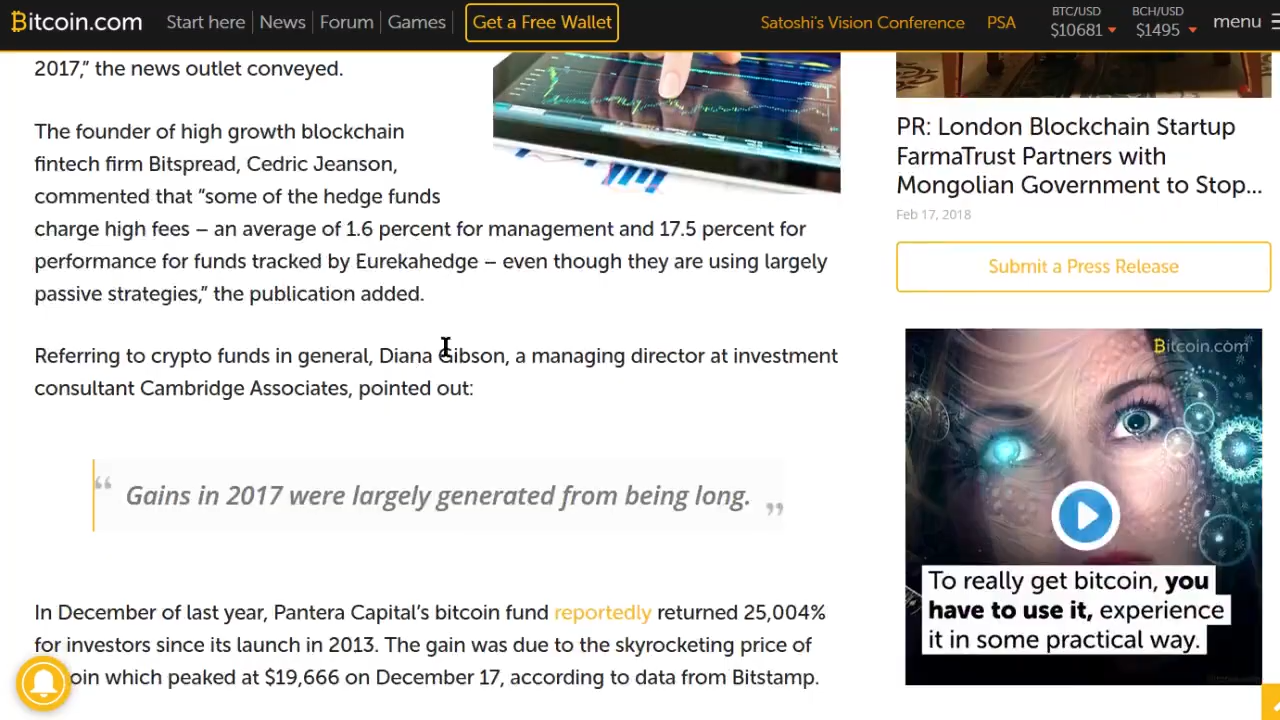 Bitcoin.com Start here News Forum Games Get a Free Wallet Satoshi's Vision Conference PSA BTC/USD $10681 BCH/USD $1495 menu
2017,” the news outlet conveyed.
The founder of high growth blockchain
fintech firm Bitspread, Cedric Jeanson,
commented that “some of the hedge funds
charge high fees – an average of 1.6 percent for management and 17.5 percent for
performance for funds tracked by Eurekahedge – even though they are using largely
passive strategies,” the publication added.
Referring to crypto funds in general, Diana Gibson, a managing director at investment
consultant Cambridge Associates, pointed out:
“ Gains in 2017 were largely generated from being long. ”
In December of last year, Pantera Capital’s bitcoin fund reportedly returned 25,004%
for investors since its launch in 2013. The gain was due to the skyrocketing price of
oin which peaked at $19,666 on December 17, according to data from Bitstamp.
PR: London Blockchain Startup
FarmaTrust Partners with
Mongolian Government to Stop...
Feb 17, 2018
Submit a Press Release
Bitcoin.com
To really get bitcoin, you
have to use it, experience
it in some practical way.